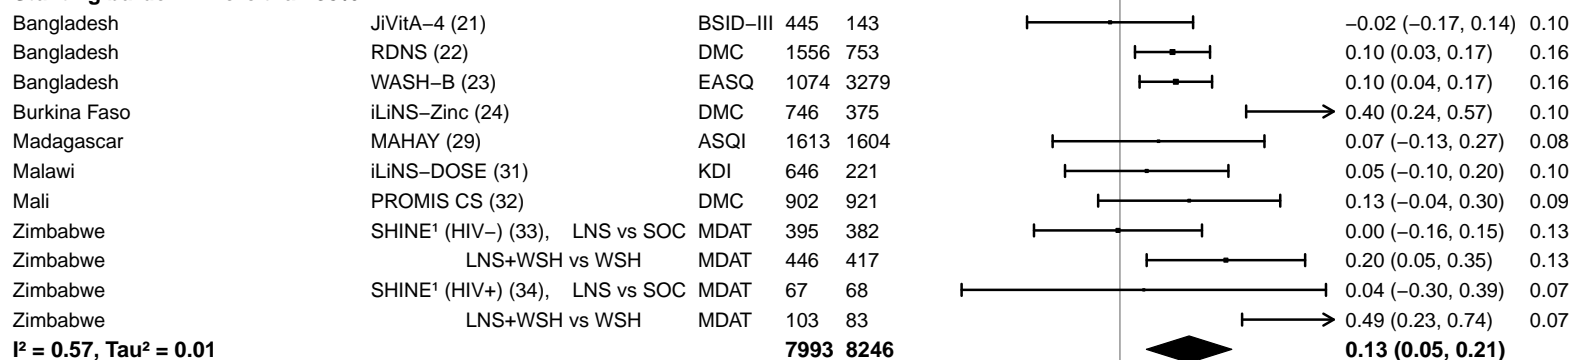 Bangladesh JiVitA−4 (21) BSID−III 445 143 −0.02 (−0.17, 0.14) 0.10
Bangladesh RDNS (22) DMC 1556 753 0.10 (0.03, 0.17) 0.16
Bangladesh WASH−B (23) EASQ 1074 3279 0.10 (0.04, 0.17) 0.16
Burkina Faso iLiNS−Zinc (24) DMC 746 375 0.40 (0.24, 0.57) 0.10
Madagascar MAHAY (29) ASQI 1613 1604 0.07 (−0.13, 0.27) 0.08
Malawi iLiNS−DOSE (31) KDI 646 221 0.05 (−0.10, 0.20) 0.10
Mali PROMIS CS (32) DMC 902 921 0.13 (−0.04, 0.30) 0.09
Zimbabwe SHINE¹ (HIV−) (33), LNS vs SOC MDAT 395 382 0.00 (−0.16, 0.15) 0.13
Zimbabwe LNS+WSH vs WSH MDAT 446 417 0.20 (0.05, 0.35) 0.13
Zimbabwe SHINE¹ (HIV+) (34), LNS vs SOC MDAT 67 68 0.04 (−0.30, 0.39) 0.07
Zimbabwe LNS+WSH vs WSH MDAT 103 83 0.49 (0.23, 0.74) 0.07
I² = 0.57, Tau² = 0.01 7993 8246 0.13 (0.05, 0.21)